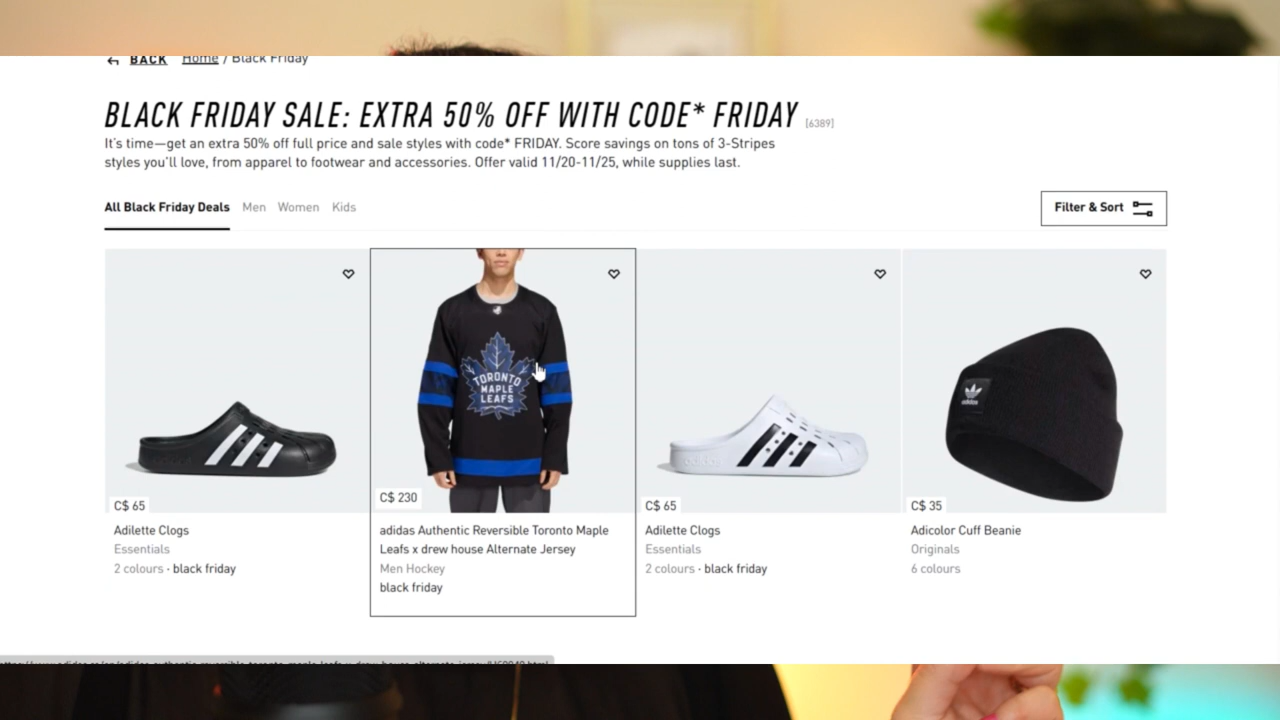 BACK Home / Black Friday
BLACK FRIDAY SALE: EXTRA 50% OFF WITH CODE* FRIDAY [6389]
It's time—get an extra 50% off full price and sale styles with code* FRIDAY. Score savings on tons of 3-Stripes
styles you'll love, from apparel to footwear and accessories. Offer valid 11/20-11/25, while supplies last.
All Black Friday Deals Men Women Kids
Filter & Sort
TORONTO
MAPLE
LEAFS
adidas
C$ 65
Adilette Clogs
Essentials
2 colours · black friday
C$ 230
adidas Authentic Reversible Toronto Maple
Leafs x drew house Alternate Jersey
Men Hockey
black friday
C$ 65
Adilette Clogs
Essentials
2 colours · black friday
C$ 35
Adicolor Cuff Beanie
Originals
6 colours